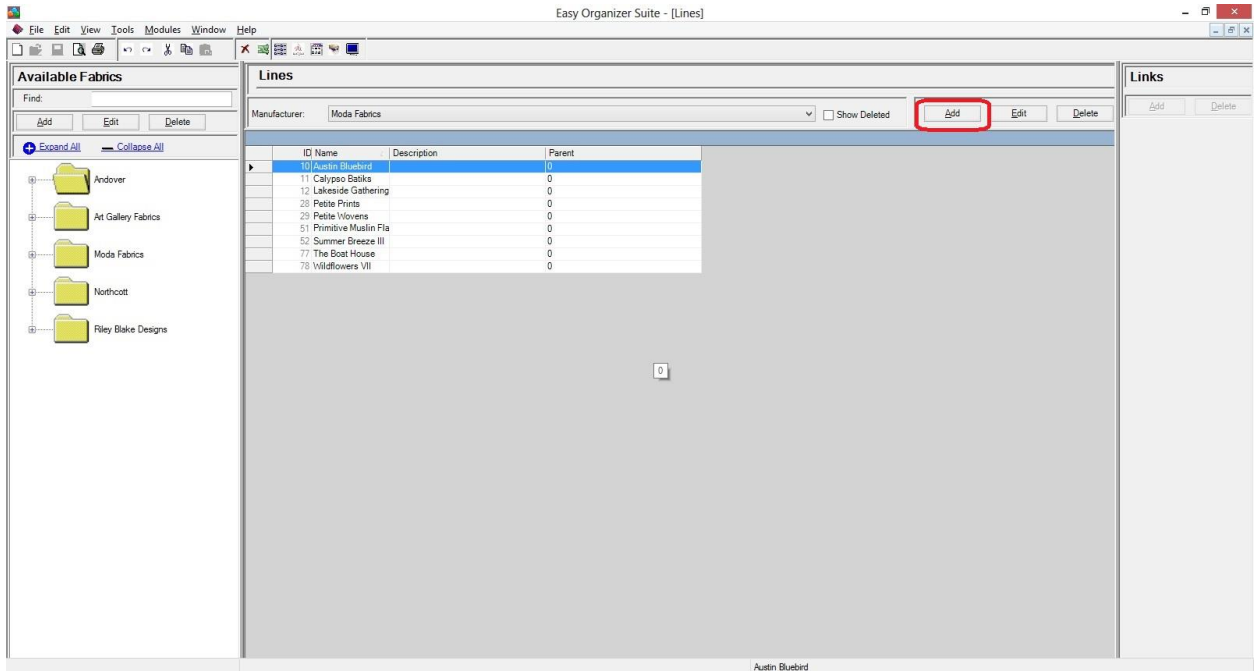 Easy Organizer Suite - [Lines]
File Edit View Tools Modules Window Help
Available Fabrics
Find:
Add Edit Delete
Expand All Collapse All
Andover
Art Gallery Fabrics
Moda Fabrics
Northcott
Riley Blake Designs
Lines
Manufacturer: Moda Fabrics Show Deleted Add Edit Delete
ID Name Description Parent
10 Austin Bluebird 0
11 Calypso Batiks 0
12 Lakeside Gathering 0
28 Petite Prints 0
29 Petite Wovens 0
51 Primitive Muslin Fla 0
52 Summer Breeze III 0
77 The Boat House 0
78 Wildflowers VII 0
0
Links
Add Delete
Austin Bluebird